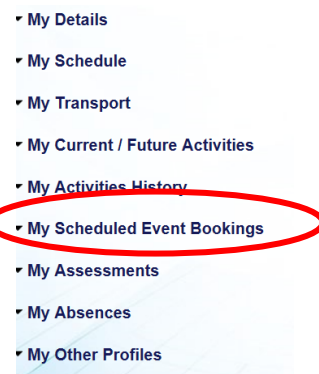 My Details
My Schedule
My Transport
My Current / Future Activities
My Activities History
My Scheduled Event Bookings
My Assessments
My Absences
My Other Profiles